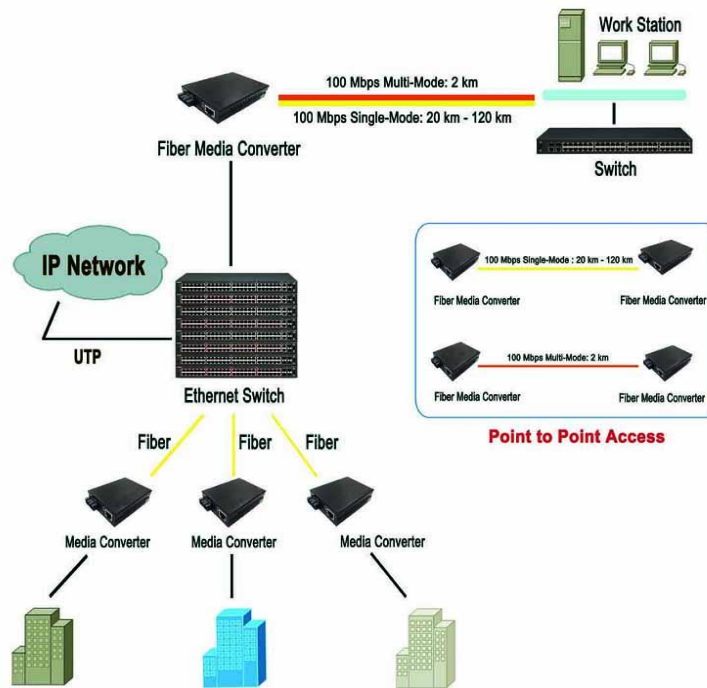 Work Station
100 Mbps Multi-Mode: 2 km
100 Mbps Single-Mode: 20 km - 120 km
Fiber Media Converter
Switch
IP Network
UTP
Ethernet Switch
100 Mbps Single-Mode : 20 km - 120 km
Fiber Media Converter
Fiber Media Converter
100 Mbps Multi-Mode: 2 km
Fiber Media Converter
Fiber Media Converter
Point to Point Access
Fiber
Fiber
Fiber
Media Converter
Media Converter
Media Converter